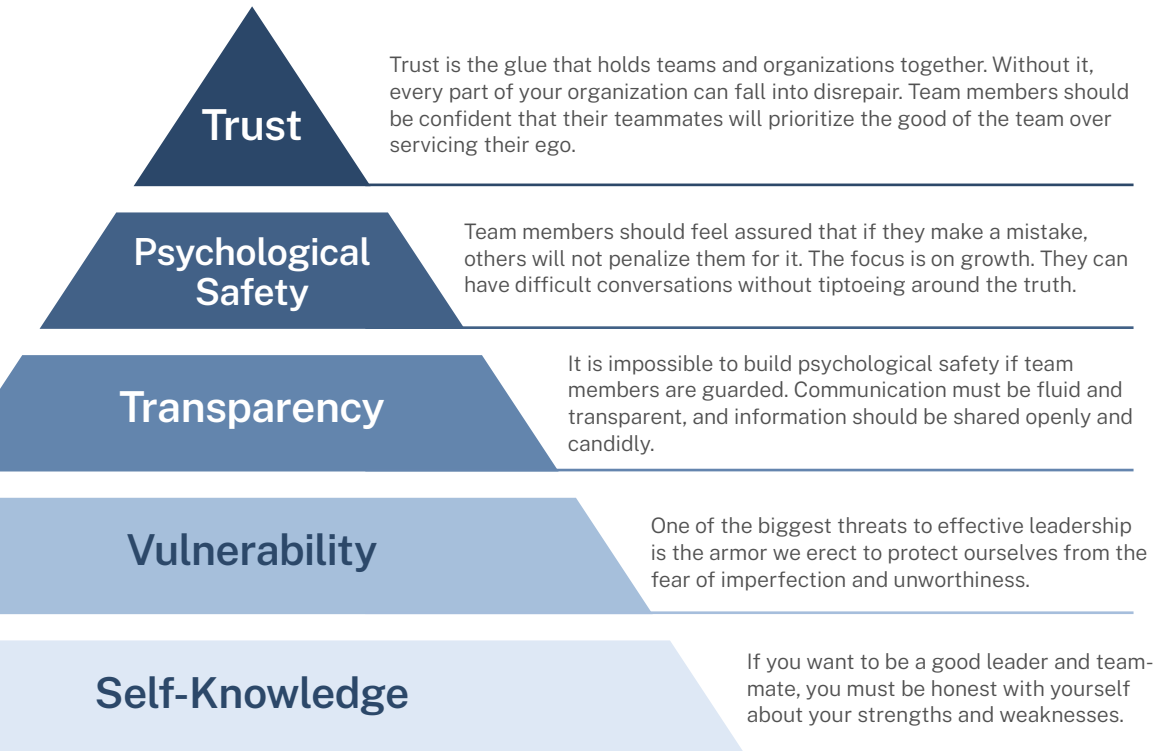 Trust
Trust is the glue that holds teams and organizations together. Without it,
every part of your organization can fall into disrepair. Team members should
be confident that their teammates will prioritize the good of the team over
servicing their ego.
Psychological
Safety
Team members should feel assured that if they make a mistake,
others will not penalize them for it. The focus is on growth. They can
have difficult conversations without tiptoeing around the truth.
Transparency
It is impossible to build psychological safety if team
members are guarded. Communication must be fluid and
transparent, and information should be shared openly and
candidly.
Vulnerability
One of the biggest threats to effective leadership
is the armor we erect to protect ourselves from the
fear of imperfection and unworthiness.
Self-Knowledge
If you want to be a good leader and team-
mate, you must be honest with yourself
about your strengths and weaknesses.